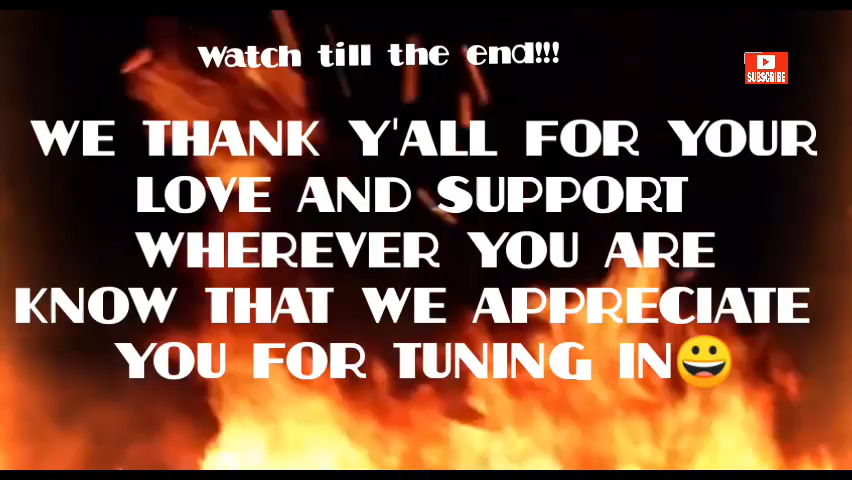 Watch till the end!!!
SUBSCRIBE
WE THANK Y'ALL FOR YOUR
LOVE AND SUPPORT
WHEREVER YOU ARE
KNOW THAT WE APPRECIATE
YOU FOR TUNING IN😀